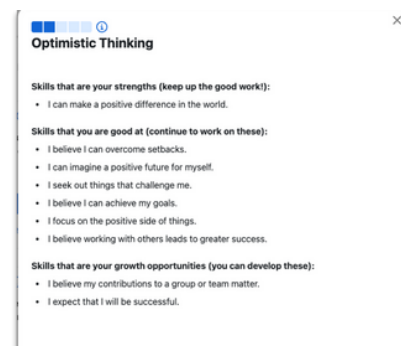 Optimistic Thinking
Skills that are your strengths (keep up the good work!):
• I can make a positive difference in the world.
Skills that you are good at (continue to work on these):
• I believe I can overcome setbacks.
• I can imagine a positive future for myself.
• I seek out things that challenge me.
• I believe I can achieve my goals.
• I focus on the positive side of things.
• I believe working with others leads to greater success.
Skills that are your growth opportunities (you can develop these):
• I believe my contributions to a group or team matter.
• I expect that I will be successful.